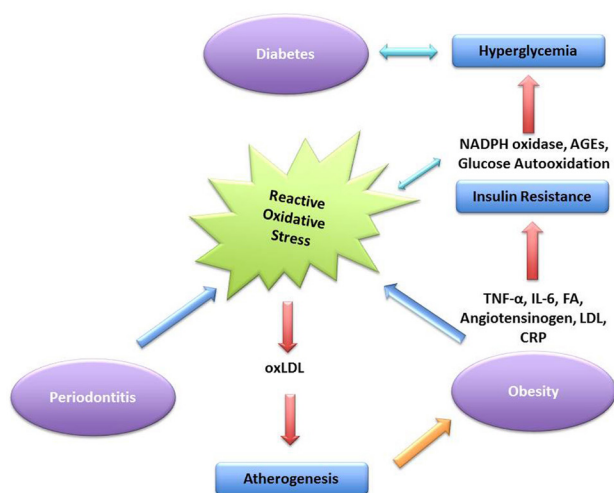 Diabetes
Hyperglycemia
NADPH oxidase, AGEs,
Glucose Autooxidation
Reactive
Oxidative
Stress
Insulin Resistance
TNF-α, IL-6, FA,
Angiotensinogen, LDL,
CRP
oxLDL
Periodontitis
Obesity
Atherogenesis